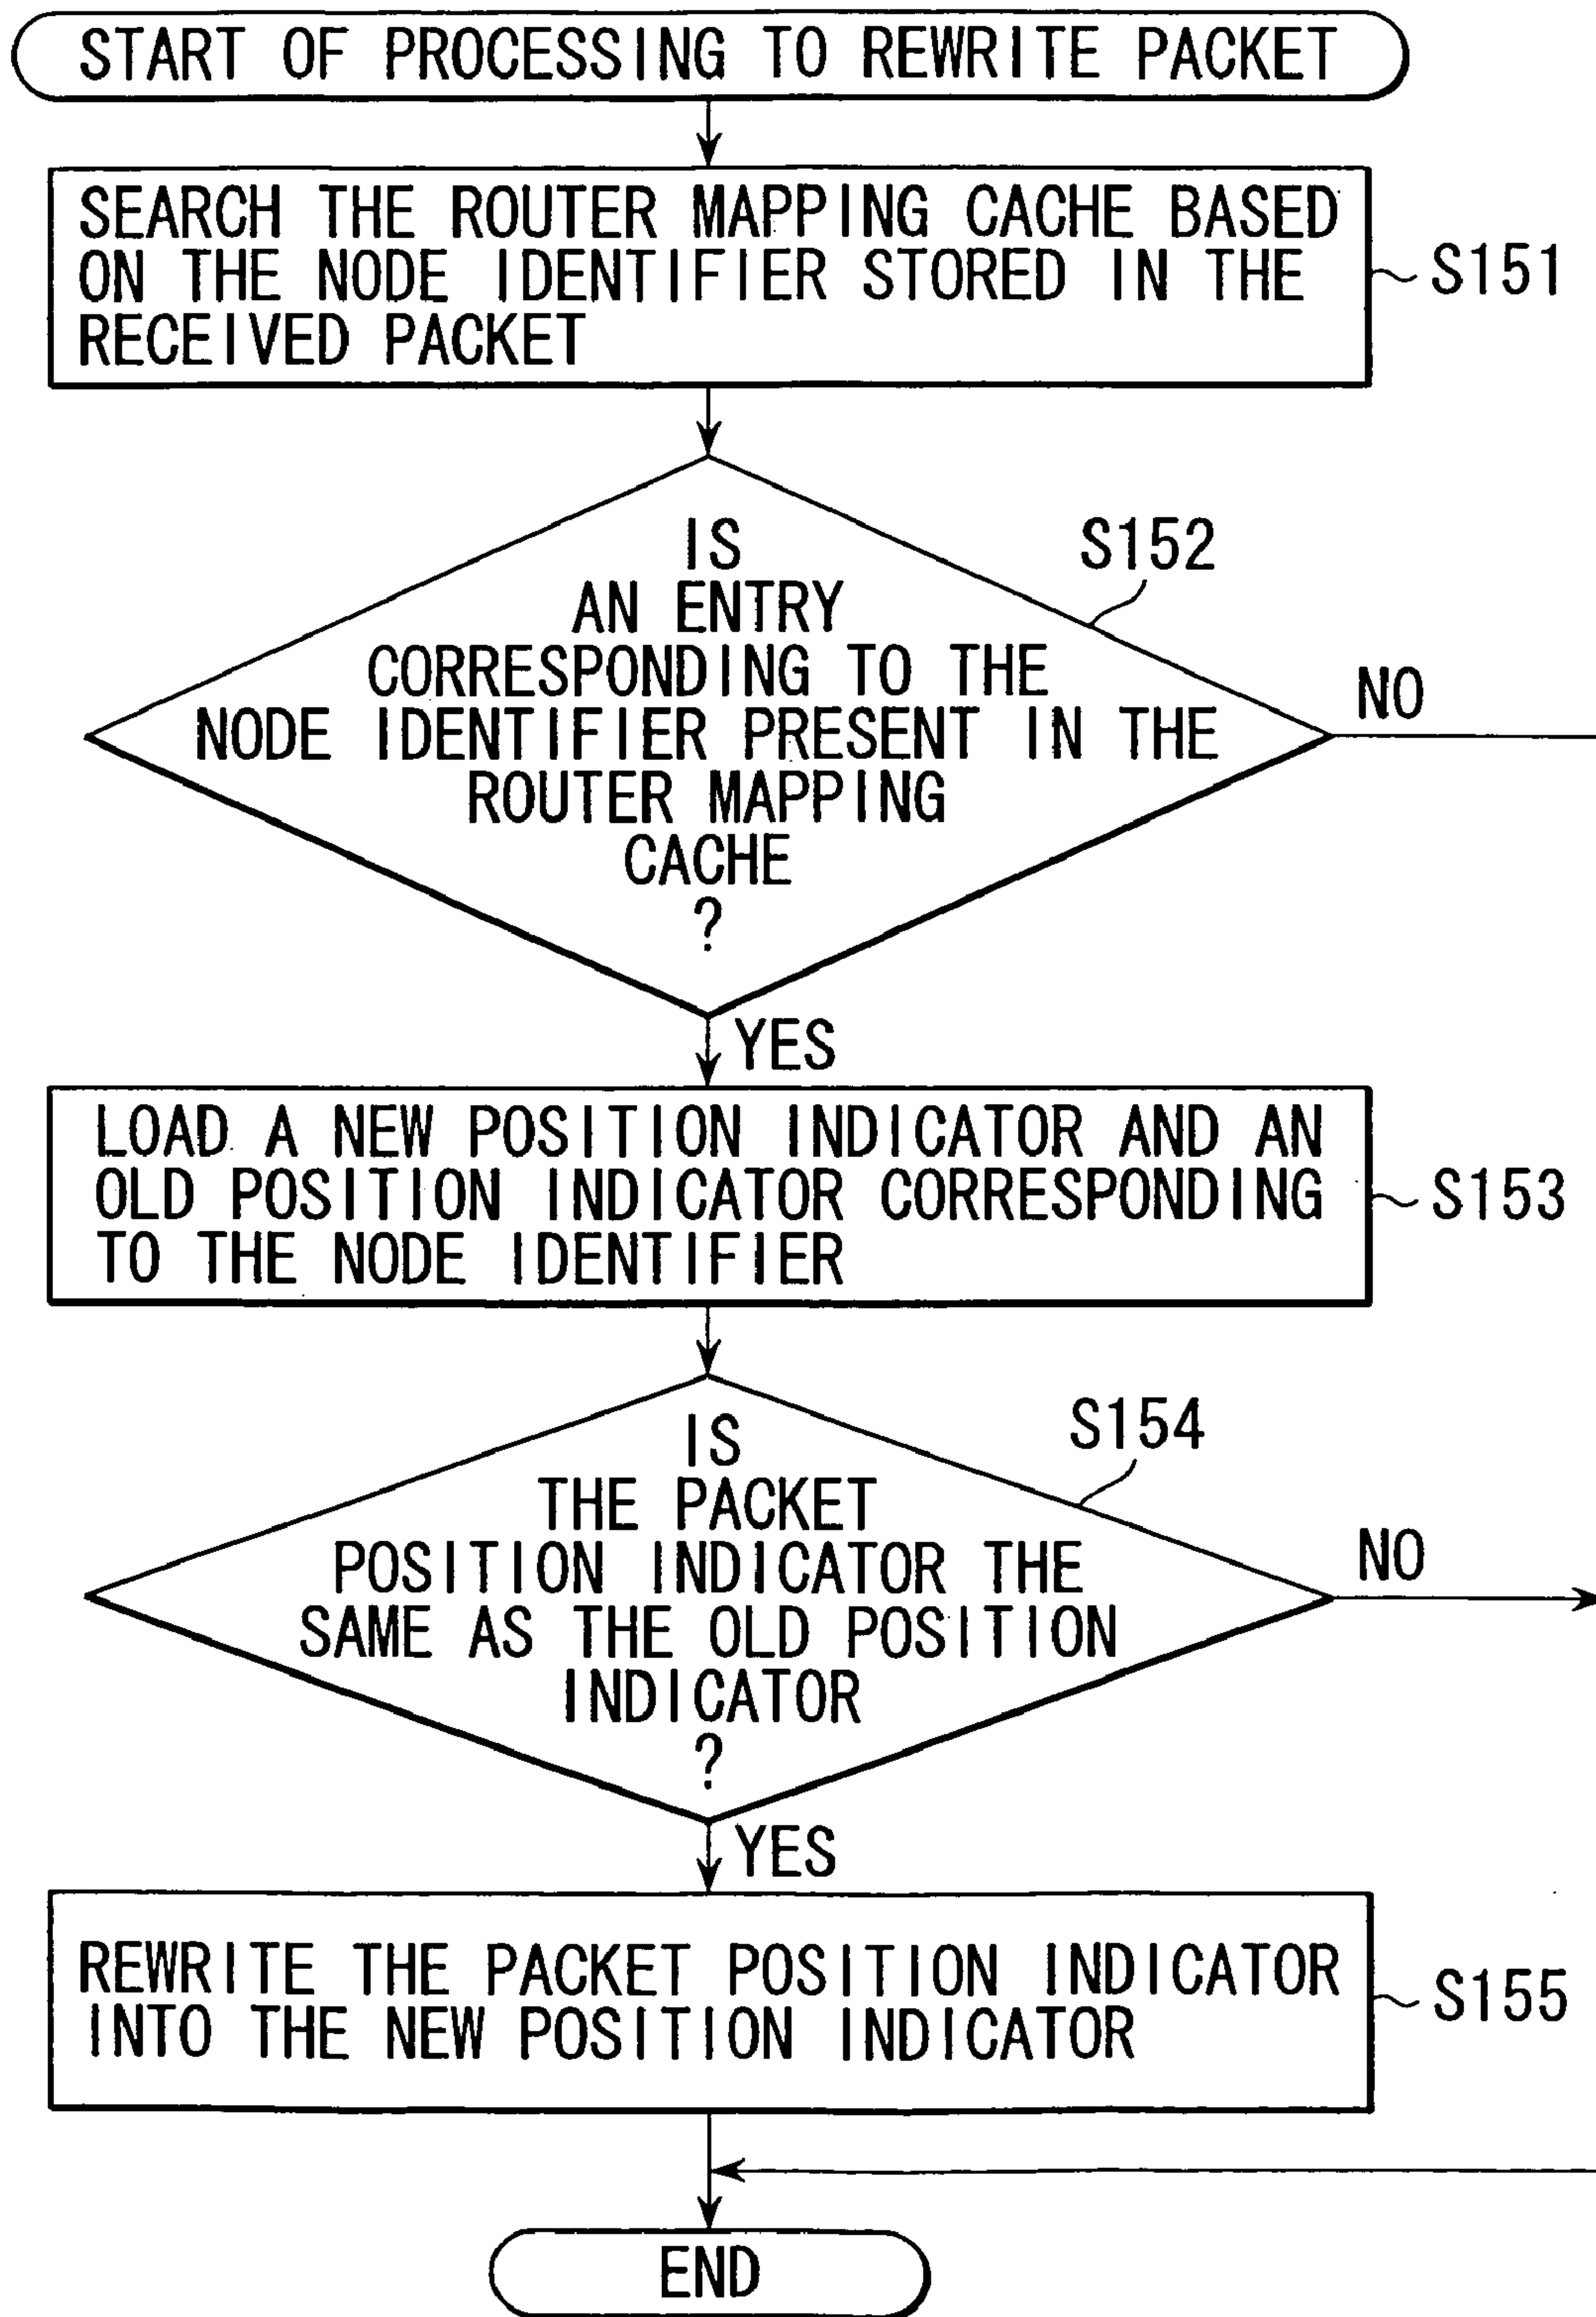 START OF PROCESSING TO REWRITE PACKET
SEARCH THE ROUTER MAPPING CACHE BASED
ON THE NODE IDENTIFIER STORED IN THE
RECEIVED PACKET
S151
IS
AN ENTRY
CORRESPONDING TO THE
NODE IDENTIFIER PRESENT IN THE
ROUTER MAPPING
CACHE
?
S152
NO
YES
LOAD A NEW POSITION INDICATOR AND AN
OLD POSITION INDICATOR CORRESPONDING
TO THE NODE IDENTIFIER
S153
IS
THE PACKET
POSITION INDICATOR THE
SAME AS THE OLD POSITION
INDICATOR
?
S154
NO
YES
REWRITE THE PACKET POSITION INDICATOR
INTO THE NEW POSITION INDICATOR
S155
END